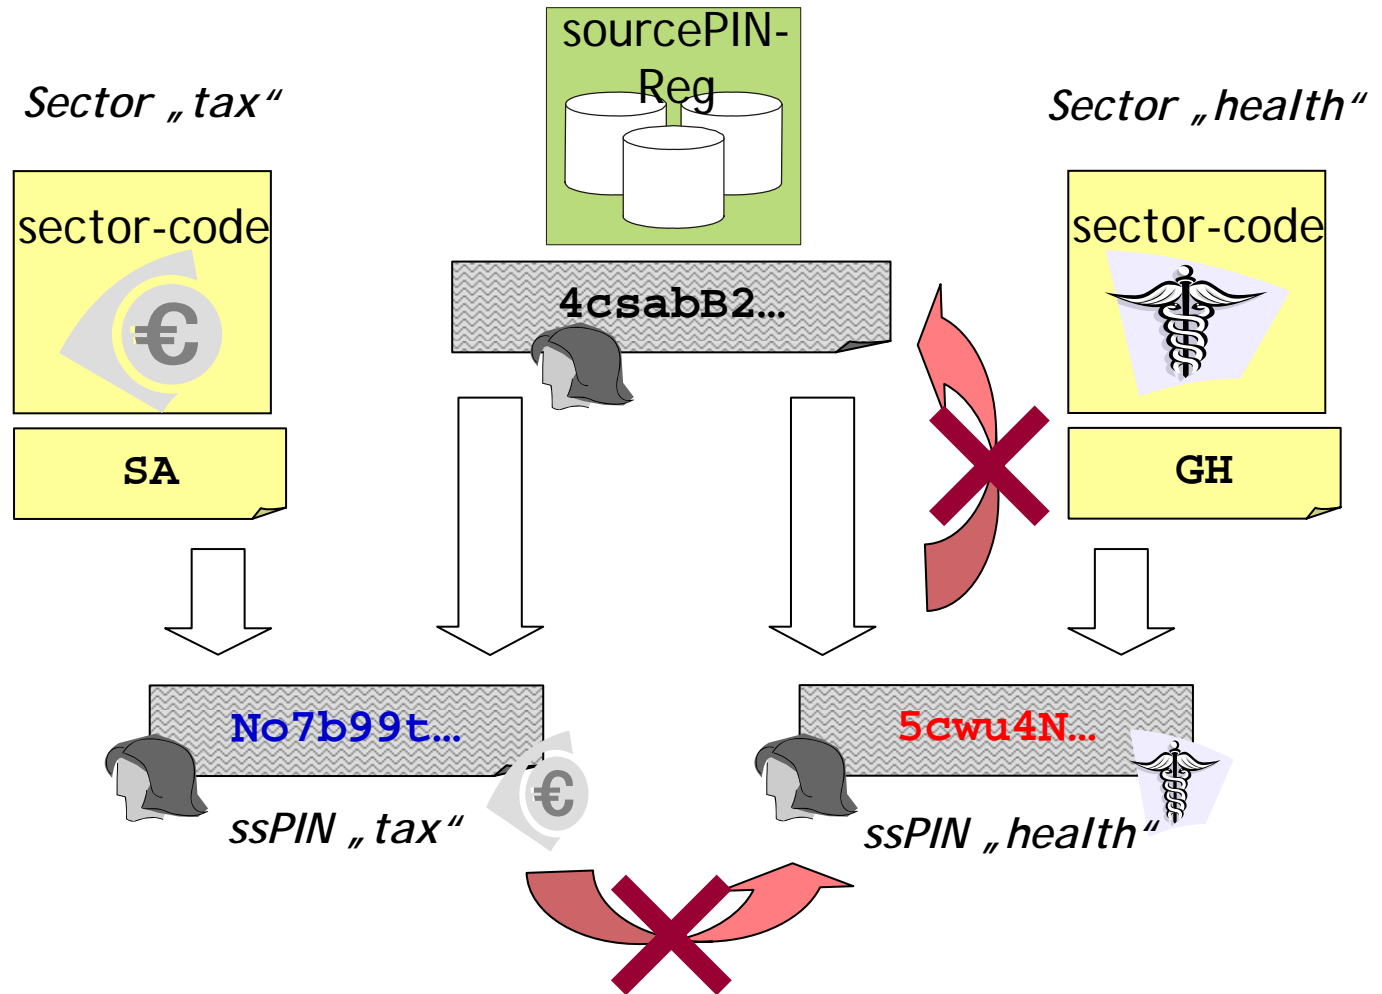 sourcePIN-
Reg
Sector „tax“
Sector „health“
sector-code
€
sector-code
4csabB2…
SA
GH
No7b99t…
€
5cwu4N…
ssPIN „tax“
ssPIN „health“